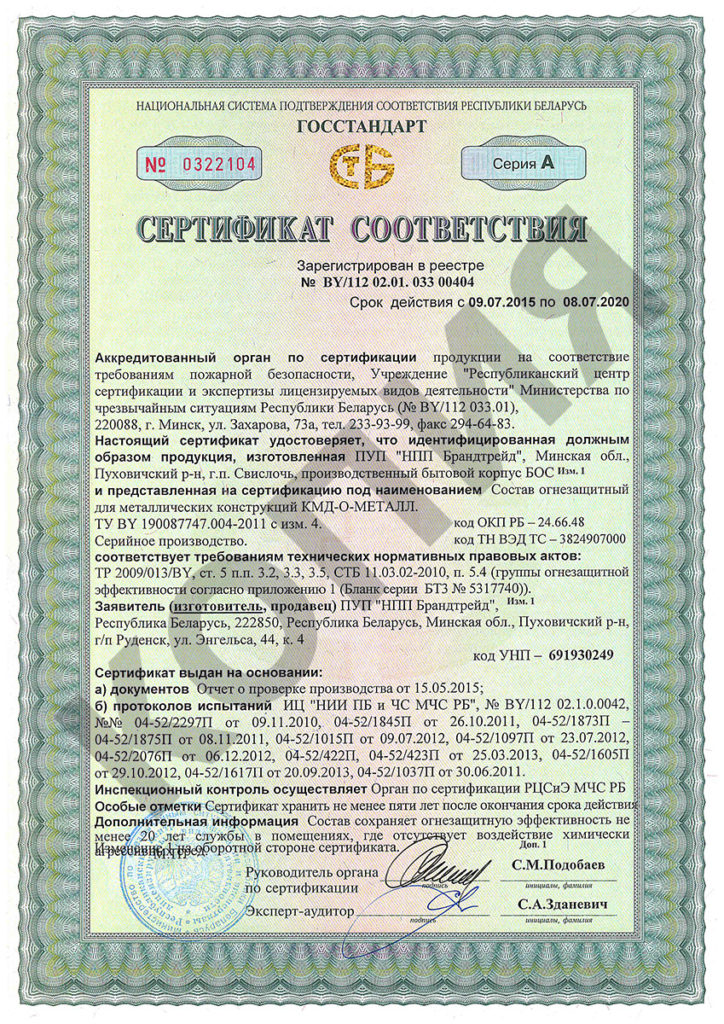 НАЦИОНАЛЬНАЯ СИСТЕМА ПОДТВЕРЖДЕНИЯ СООТВЕТСТВИЯ РЕСПУБЛИКИ БЕЛАРУСЬ
ГОССТАНДАРТ
№ 0322104
СТБ
Серия А
СЕРТИФИКАТ СООТВЕТСТВИЯ
Зарегистрирован в реестре
№ BY/112 02.01. 033 00404
Срок действия с 09.07.2015 по 08.07.2020
Аккредитованный орган по сертификации продукции на соответствие
требованиям пожарной безопасности, Учреждение "Республиканский центр
сертификации и экспертизы лицензируемых видов деятельности" Министерства по
чрезвычайным ситуациям Республики Беларусь (№ BY/112 033.01),
220088, г. Минск, ул. Захарова, 73а, тел. 233-93-99, факс 294-64-83.
Настоящий сертификат удостоверяет, что идентифицированная должным
образом продукция, изготовленная ПУП "НПП Брандтрейд", Минская обл.,
Пуховичский р-н, г.п. Свислочь, производственный бытовой корпус БОС Изм. 1
и представленная на сертификацию под наименованием Состав огнезащитный
для металлических конструкций КМД-О-МЕТАЛЛ.
ТУ BY 190087747.004-2011 с изм. 4. код ОКП РБ – 24.66.48
Серийное производство. код ТН ВЭД ТС – 3824907000
соответствует требованиям технических нормативных правовых актов:
ТР 2009/013/BY, ст. 5 п.п. 3.2, 3.3, 3.5, СТБ 11.03.02-2010, п. 5.4 (группы огнезащитной
эффективности согласно приложению 1 (Бланк серии БТЗ № 5317740)).
Заявитель (изготовитель, продавец) ПУП "НПП Брандтрейд", Изм. 1
Республика Беларусь, 222850, Республика Беларусь, Минская обл., Пуховичский р-н,
г/п Руденск, ул. Энгельса, 44, к. 4
код УНП – 691930249
Сертификат выдан на основании:
а) документов Отчет о проверке производства от 15.05.2015;
б) протоколов испытаний ИЦ "НИИ ПБ и ЧС МЧС РБ", № BY/112 02.1.0.0042,
№№ 04-52/2297П от 09.11.2010, 04-52/1845П от 26.10.2011, 04-52/1873П –
04-52/1875П от 08.11.2011, 04-52/1015П от 09.07.2012, 04-52/1097П от 23.07.2012,
04-52/2076П от 06.12.2012, 04-52/422П, 04-52/423П от 25.03.2013, 04-52/1605П
от 29.10.2012, 04-52/1617П от 20.09.2013, 04-52/1037П от 30.06.2011.
Инспекционный контроль осуществляет Орган по сертификации РЦСиЭ МЧС РБ
Особые отметки Сертификат хранить не менее пяти лет после окончания срока действия
Дополнительная информация Состав сохраняет огнезащитную эффективность не
менее 20 лет службы в помещениях, где отсутствует воздействие химически
агрессивных сред. Доп. 1
Изменение 1 на оборотной стороне сертификата.
Руководитель органа
по сертификации
подпись
С.М.Подобаев
инициалы, фамилия
Эксперт-аудитор
подпись
С.А.Зданевич
инициалы, фамилия
КОПИЯ